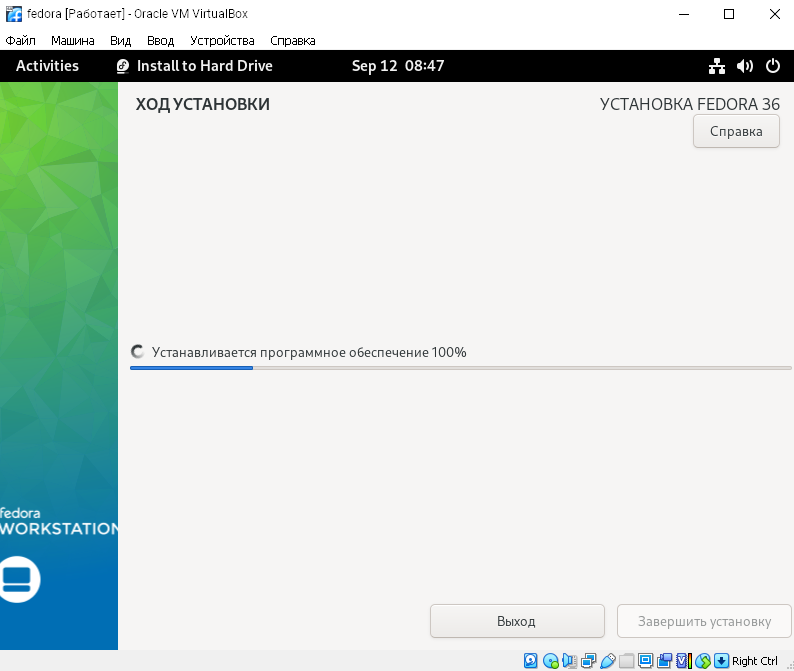 fedora [Работает] - Oracle VM VirtualBox
Файл Машина Вид Ввод Устройства Справка
Activities Install to Hard Drive Sep 12 08:47
ХОД УСТАНОВКИ УСТАНОВКА FEDORA 36
Справка
Устанавливается программное обеспечение 100%
fedora
WORKSTATION
Выход Завершить установку
Right Ctrl